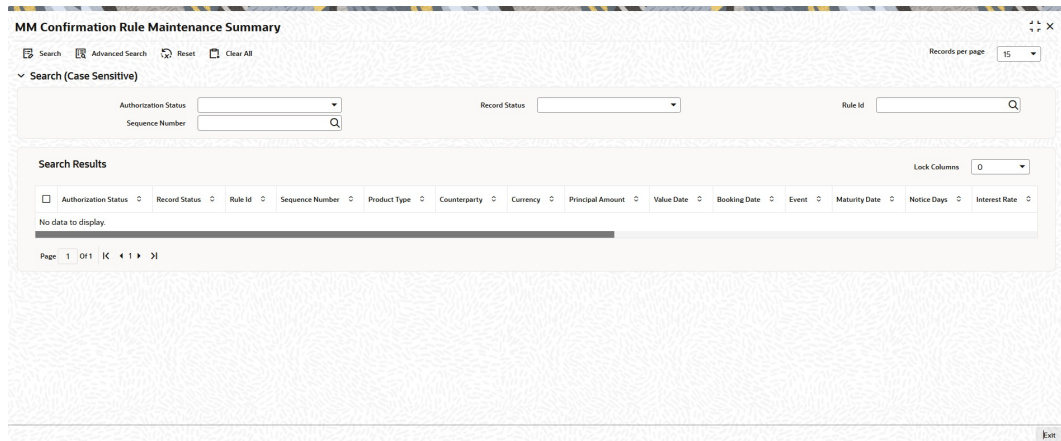 MM Confirmation Rule Maintenance Summary
Search Advanced Search Reset Clear All
Records per page 15
Search (Case Sensitive)
Authorization Status Record Status Rule Id
Sequence Number
Search Results
Lock Columns 0
Authorization Status Record Status Rule Id Sequence Number Product Type Counterparty Currency Principal Amount Value Date Booking Date Event Maturity Date Notice Days Interest Rate
No data to display.
Page 1 Of 1 1
Exit